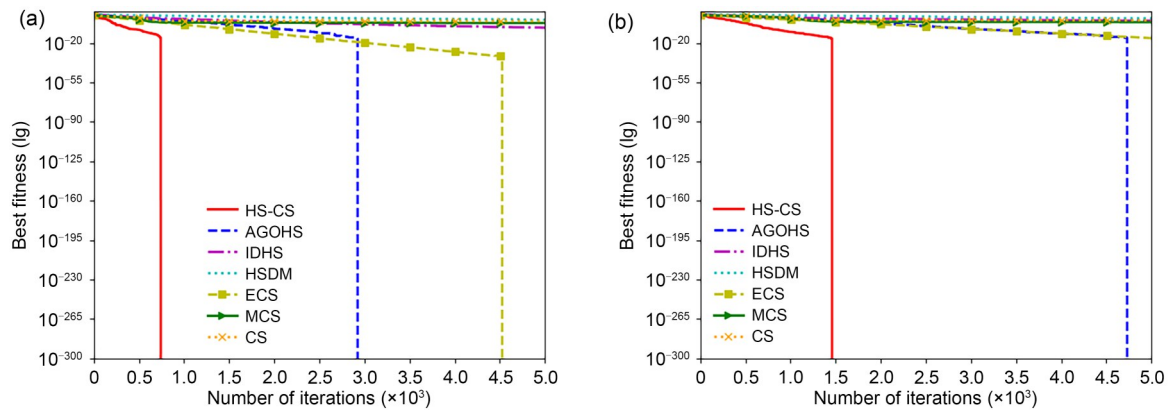 (a)
Best fitness (lg)
10⁻²⁰
10⁻⁵⁵
10⁻⁹⁰
10⁻¹²⁵
10⁻¹⁶⁰
10⁻¹⁹⁵
10⁻²³⁰
10⁻²⁶⁵
10⁻³⁰⁰
HS-CS
AGOHS
IDHS
HSDM
ECS
MCS
CS
0 0.5 1.0 1.5 2.0 2.5 3.0 3.5 4.0 4.5 5.0
Number of iterations (×10³)
(b)
Best fitness (lg)
10⁻²⁰
10⁻⁵⁵
10⁻⁹⁰
10⁻¹²⁵
10⁻¹⁶⁰
10⁻¹⁹⁵
10⁻²³⁰
10⁻²⁶⁵
10⁻³⁰⁰
HS-CS
AGOHS
IDHS
HSDM
ECS
MCS
CS
0 0.5 1.0 1.5 2.0 2.5 3.0 3.5 4.0 4.5 5.0
Number of iterations (×10³)